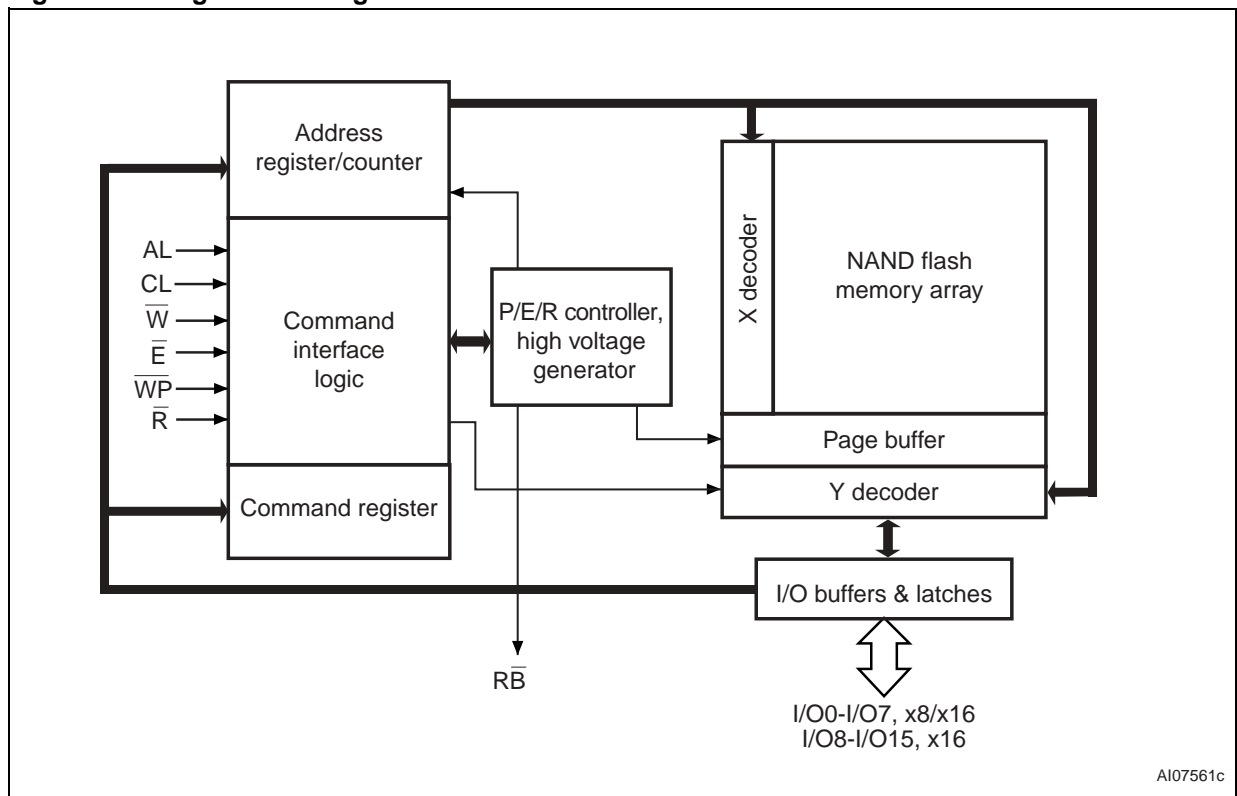 Address
register/counter
AL
CL
W̅
E̅
W̅P̅
R̅
Command
interface
logic
Command register
P/E/R controller,
high voltage
generator
RB̅
X decoder
NAND flash
memory array
Page buffer
Y decoder
I/O buffers & latches
I/O0-I/O7, x8/x16
I/O8-I/O15, x16
AI07561c